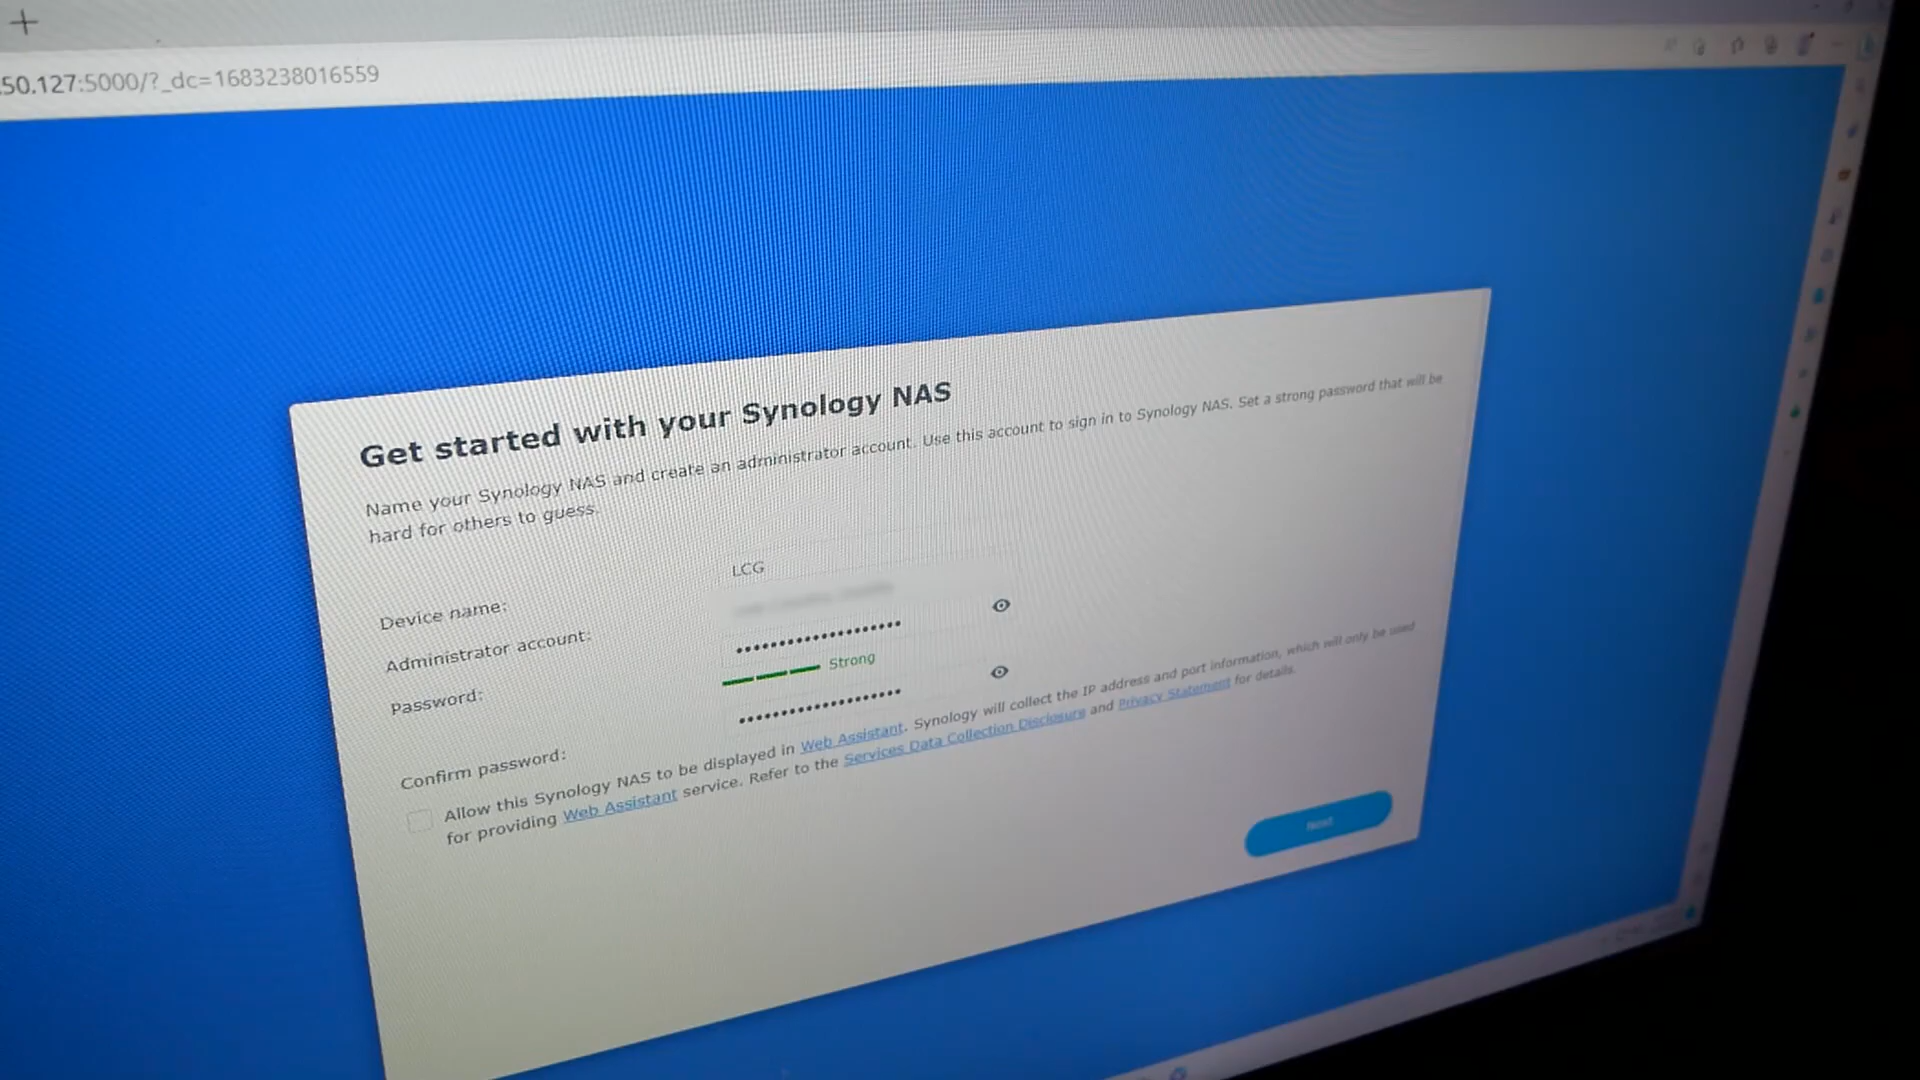 .50.127:5000/?_dc=1683238016559
Get started with your Synology NAS
Name your Synology NAS and create an administrator account. Use this account to sign in to Synology NAS. Set a strong password that will be
hard for others to guess.
Device name:
LCG
Administrator account:
Password:
••••••••••••••••••••
Strong
Confirm password:
••••••••••••••••••••
Allow this Synology NAS to be displayed in Web Assistant. Synology will collect the IP address and port information, which will only be used
for providing Web Assistant service. Refer to the Services Data Collection Disclosure and Privacy Statement for details.
Next